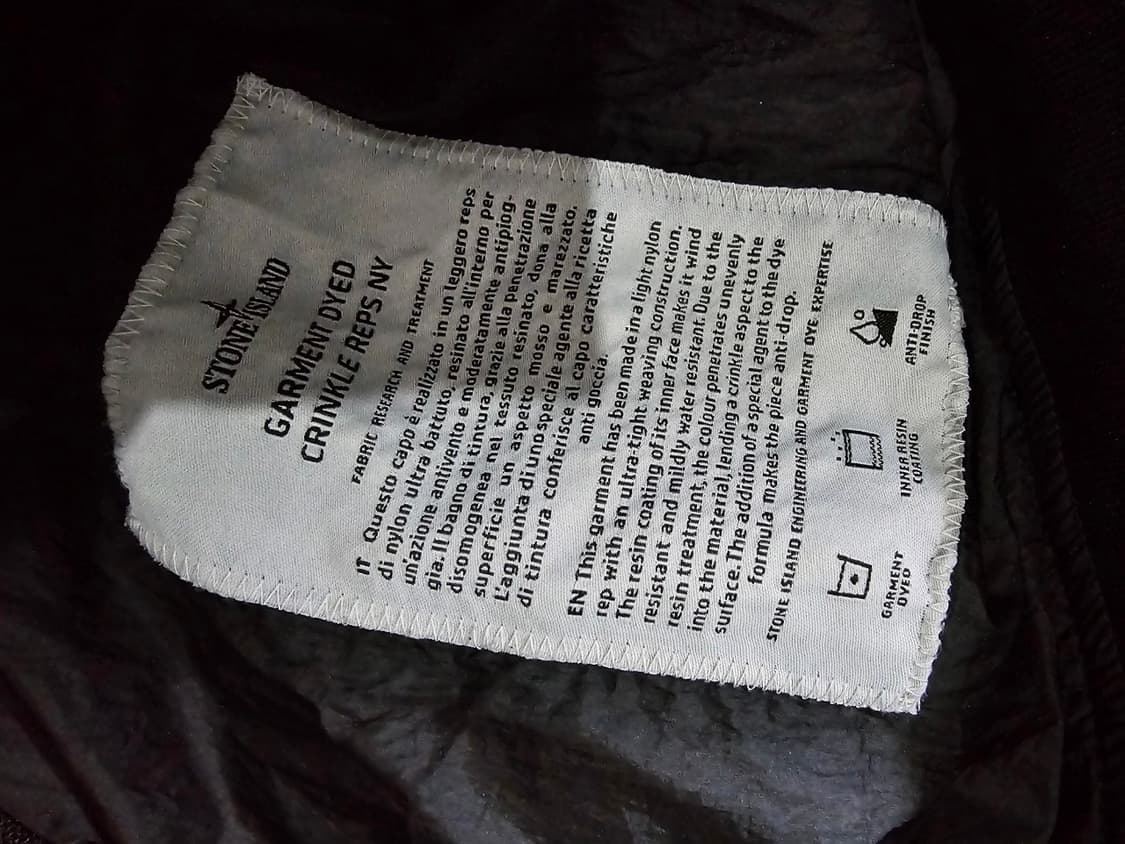 STONE ISLAND
GARMENT DYED
CRINKLE REPS NY
FABRIC RESEARCH AND TREATMENT
IT Questo capo é realizzato in un leggero reps
di nylon ultra battuto, resinato all'interno per
un'azione antivento e moderatamente antipiog-
gia. Il bagno di tintura, grazie alla penetrazione
disomogenea nel tessuto resinato, dona alla
superficie un aspetto mosso e marezzato.
L'aggiunta di uno speciale agente alla ricetta
di tintura conferisce al capo caratteristiche
anti goccia.
EN This garment has been made in a light nylon
rep with an ultra-tight weaving construction.
The resin coating of its inner face makes it wind
resistant and mildly water resistant. Due to the
resin treatment, the colour penetrates unevenly
into the material, lending a crinkle aspect to the
surface. The addition of a special agent to the dye
formula makes the piece anti-drop.
STONE ISLAND ENGINEERING AND GARMENT DYE EXPERTISE
GARMENT
DYED
INNER RESIN
COATING
ANTI-DROP
FINISH